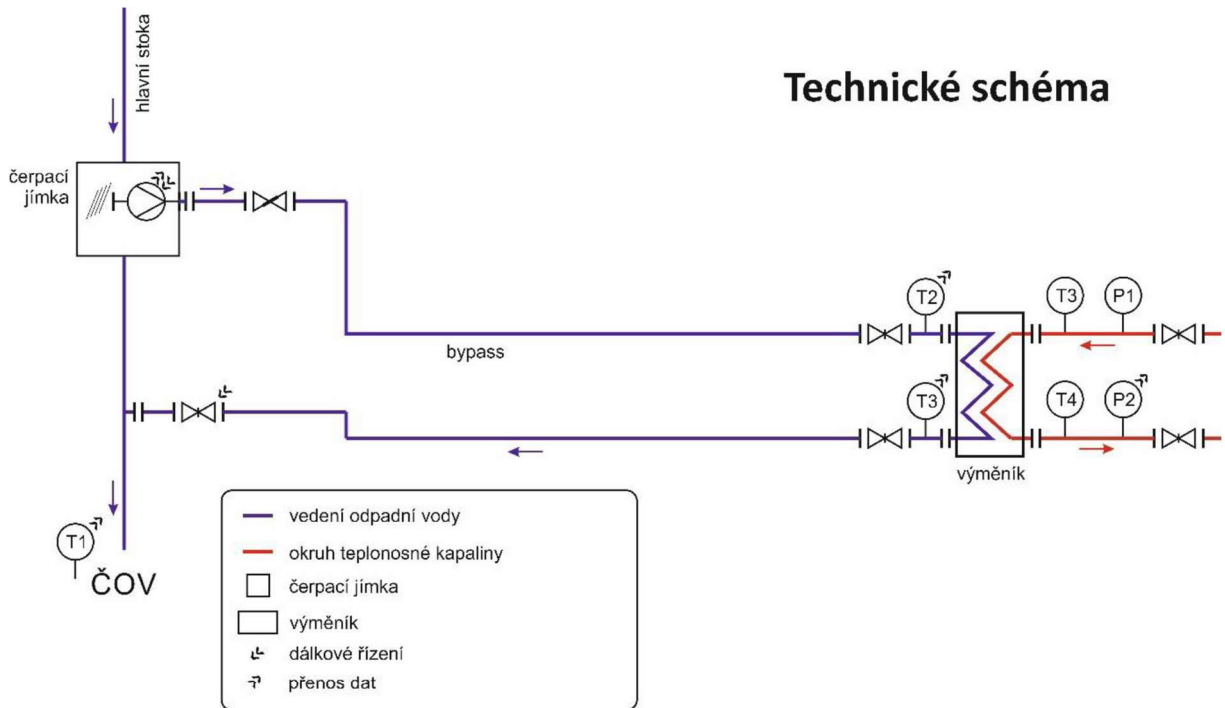 hlavní stoka
Technické schéma
čerpací
jímka
T2
T3
P1
bypass
T3
T4
P2
výměník
T1
ČOV
vedení odpadní vody
okruh teplonosné kapaliny
čerpací jímka
výměník
dálkové řízení
přenos dat